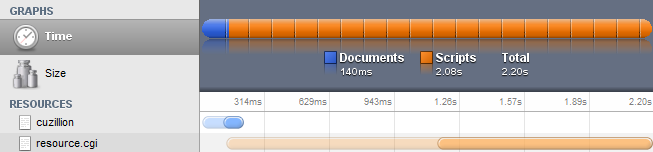 GRAPHS
Time
Size
Documents Scripts Total
140ms 2.08s 2.20s
RESOURCES
314ms 629ms 943ms 1.26s 1.57s 1.89s 2.20s
cuzillion
resource.cgi